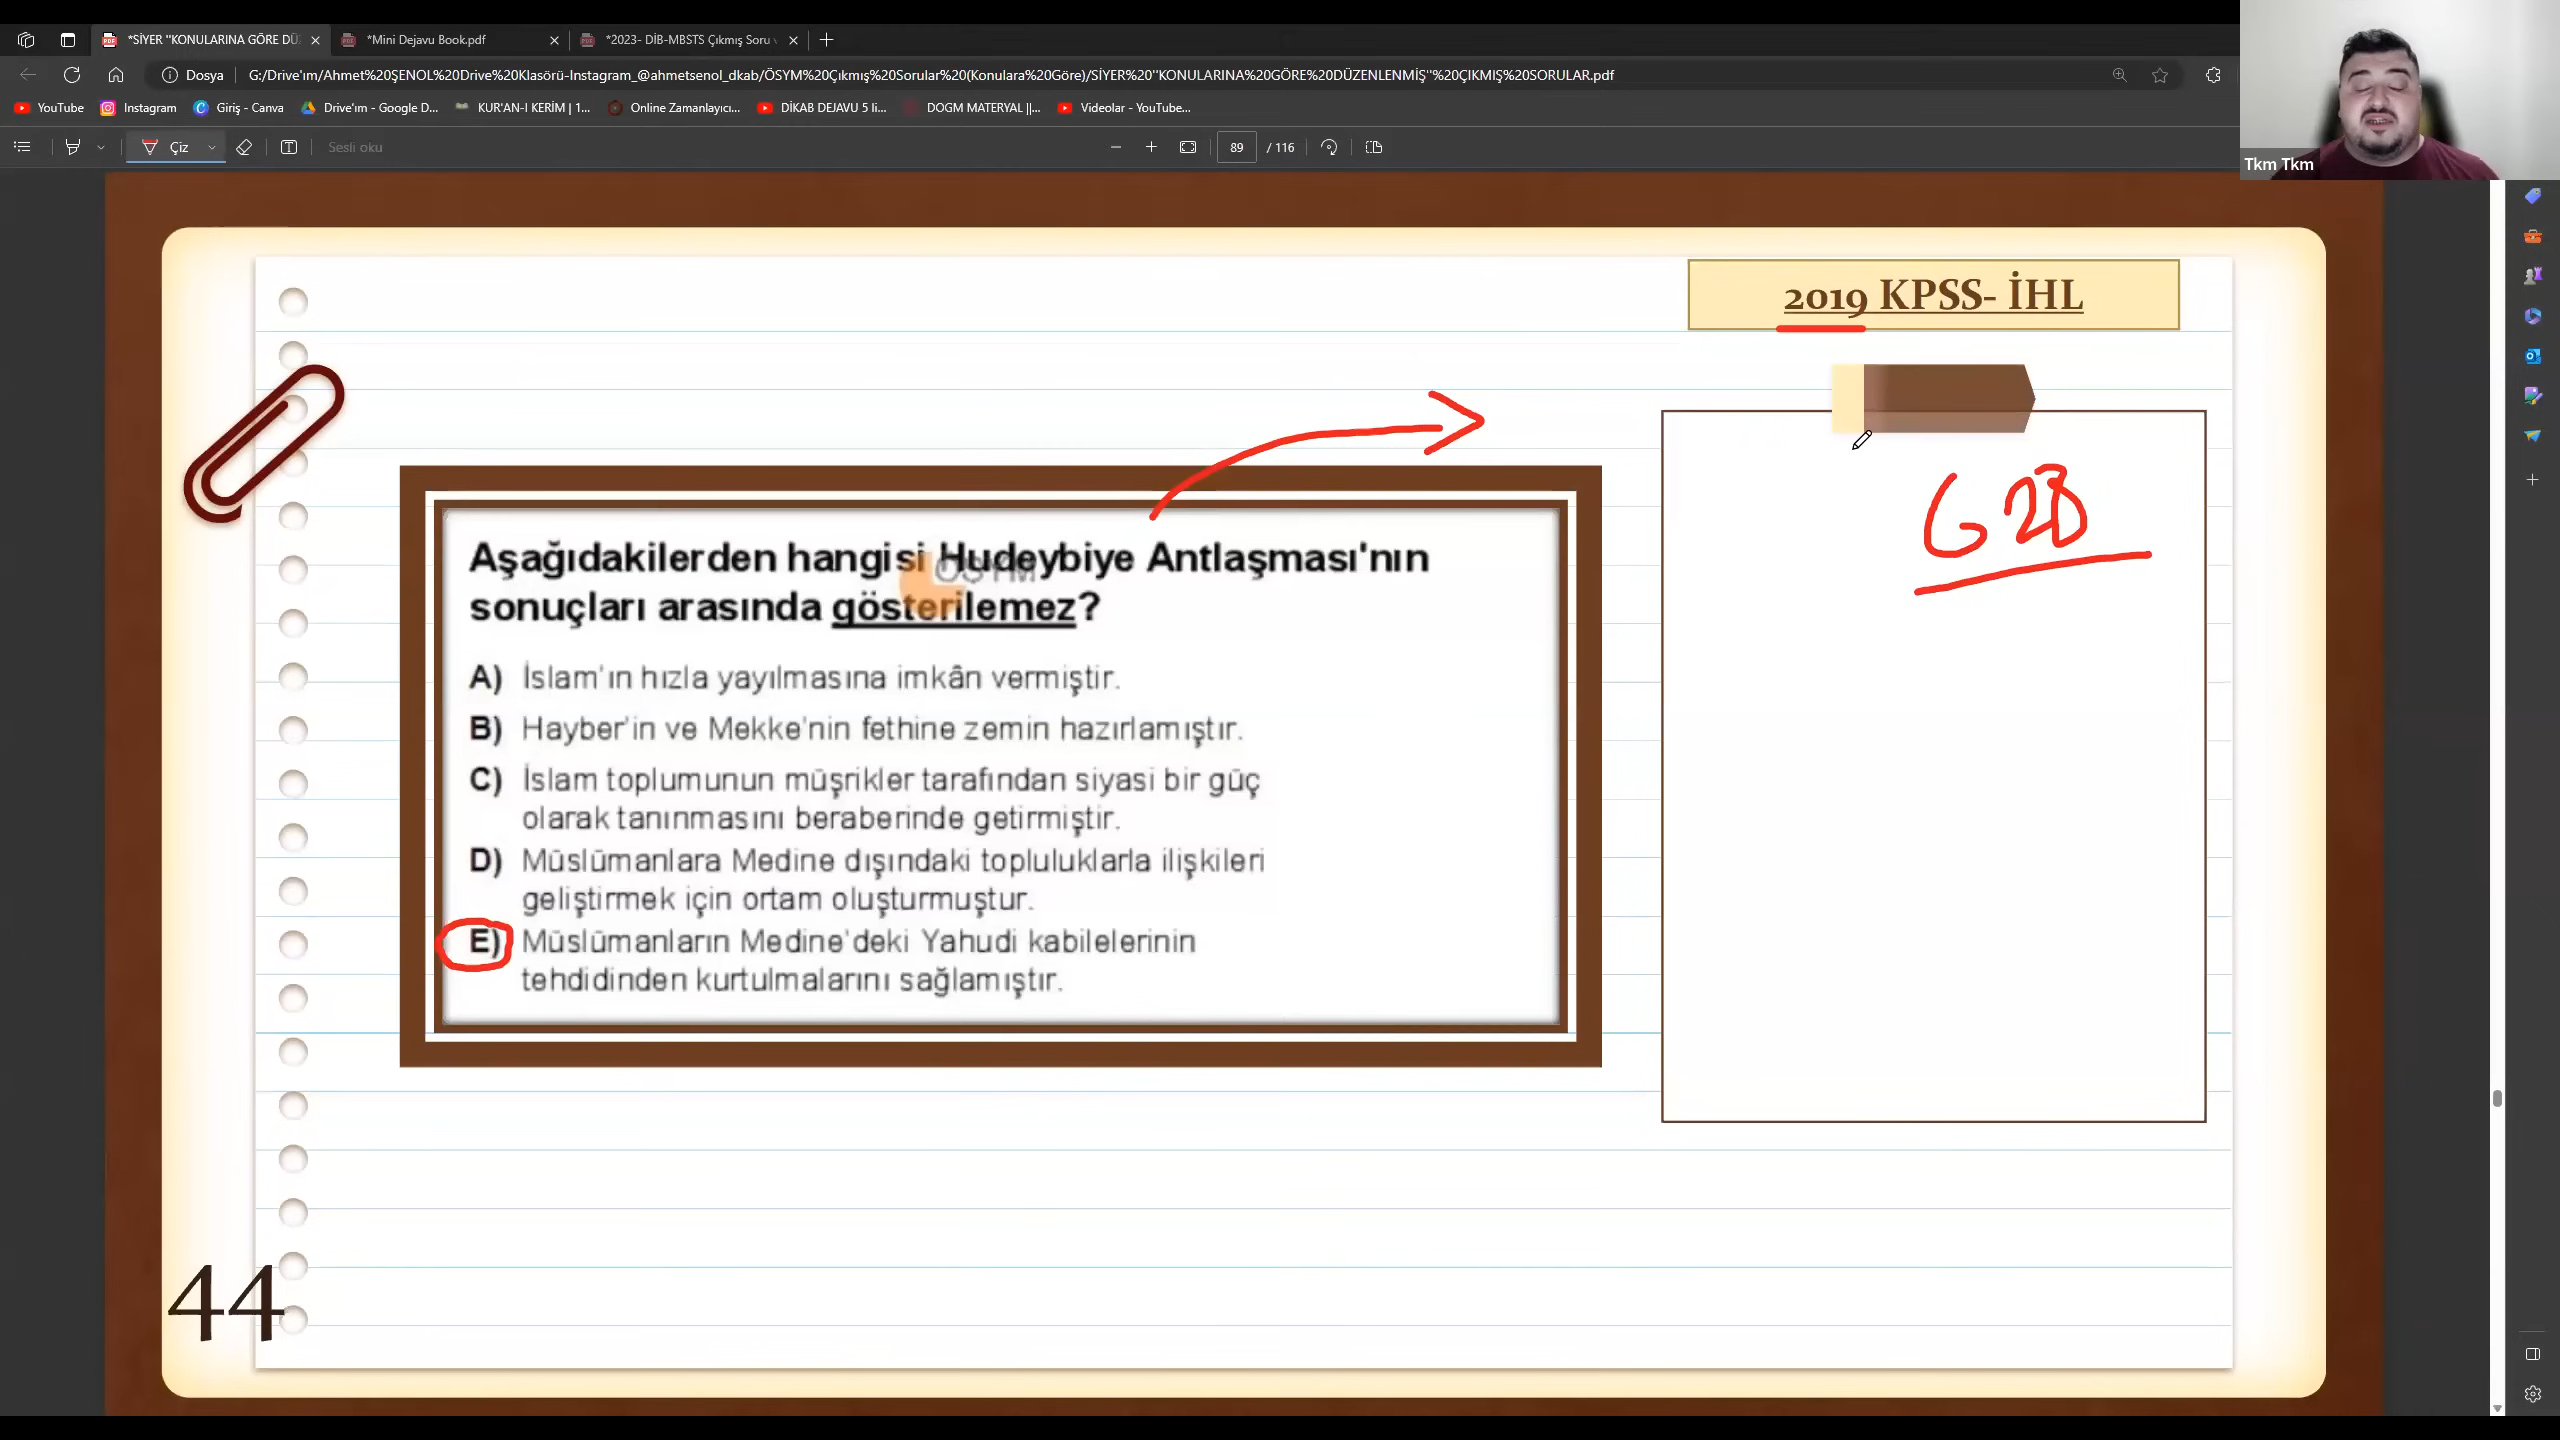 *SİYER "KONULARINA GÖRE DÜ
*Mini Dejavu Book.pdf
*2023- DİB-MBSTS Çıkmış Soru
Dosya
G:/Drive'ım/Ahmet%20ŞENOL%20Drive%20Klasörü-Instagram_@ahmetsenol_dkab/ÖSYM%20Çıkmış%20Sorular%20(Konulara%20Göre)/SİYER%20''KONULARINA%20GÖRE%20DÜZENLENMİŞ''%20ÇIKMIŞ%20SORULAR.pdf
YouTube
Instagram
Giriş - Canva
Drive'ım - Google D...
KUR'AN-I KERİM | 1...
Online Zamanlayıcı...
DİKAB DEJAVU 5 li...
DOGM MATERYAL ||...
Videolar - YouTube...
Çiz
Sesli oku
89 / 116
Tkm Tkm
2019 KPSS- İHL
628
ÖSYM
Aşağıdakilerden hangisi Hudeybiye Antlaşması'nın
sonuçları arasında gösterilemez?
A) İslam'ın hızla yayılmasına imkân vermiştir.
B) Hayber'in ve Mekke'nin fethine zemin hazırlamıştır.
C) İslam toplumunun müşrikler tarafından siyasi bir güç
olarak tanınmasını beraberinde getirmiştir.
D) Müslümanlara Medine dışındaki topluluklarla ilişkileri
geliştirmek için ortam oluşturmuştur.
E) Müslümanların Medine'deki Yahudi kabilelerinin
tehdidinden kurtulmalarını sağlamıştır.
44